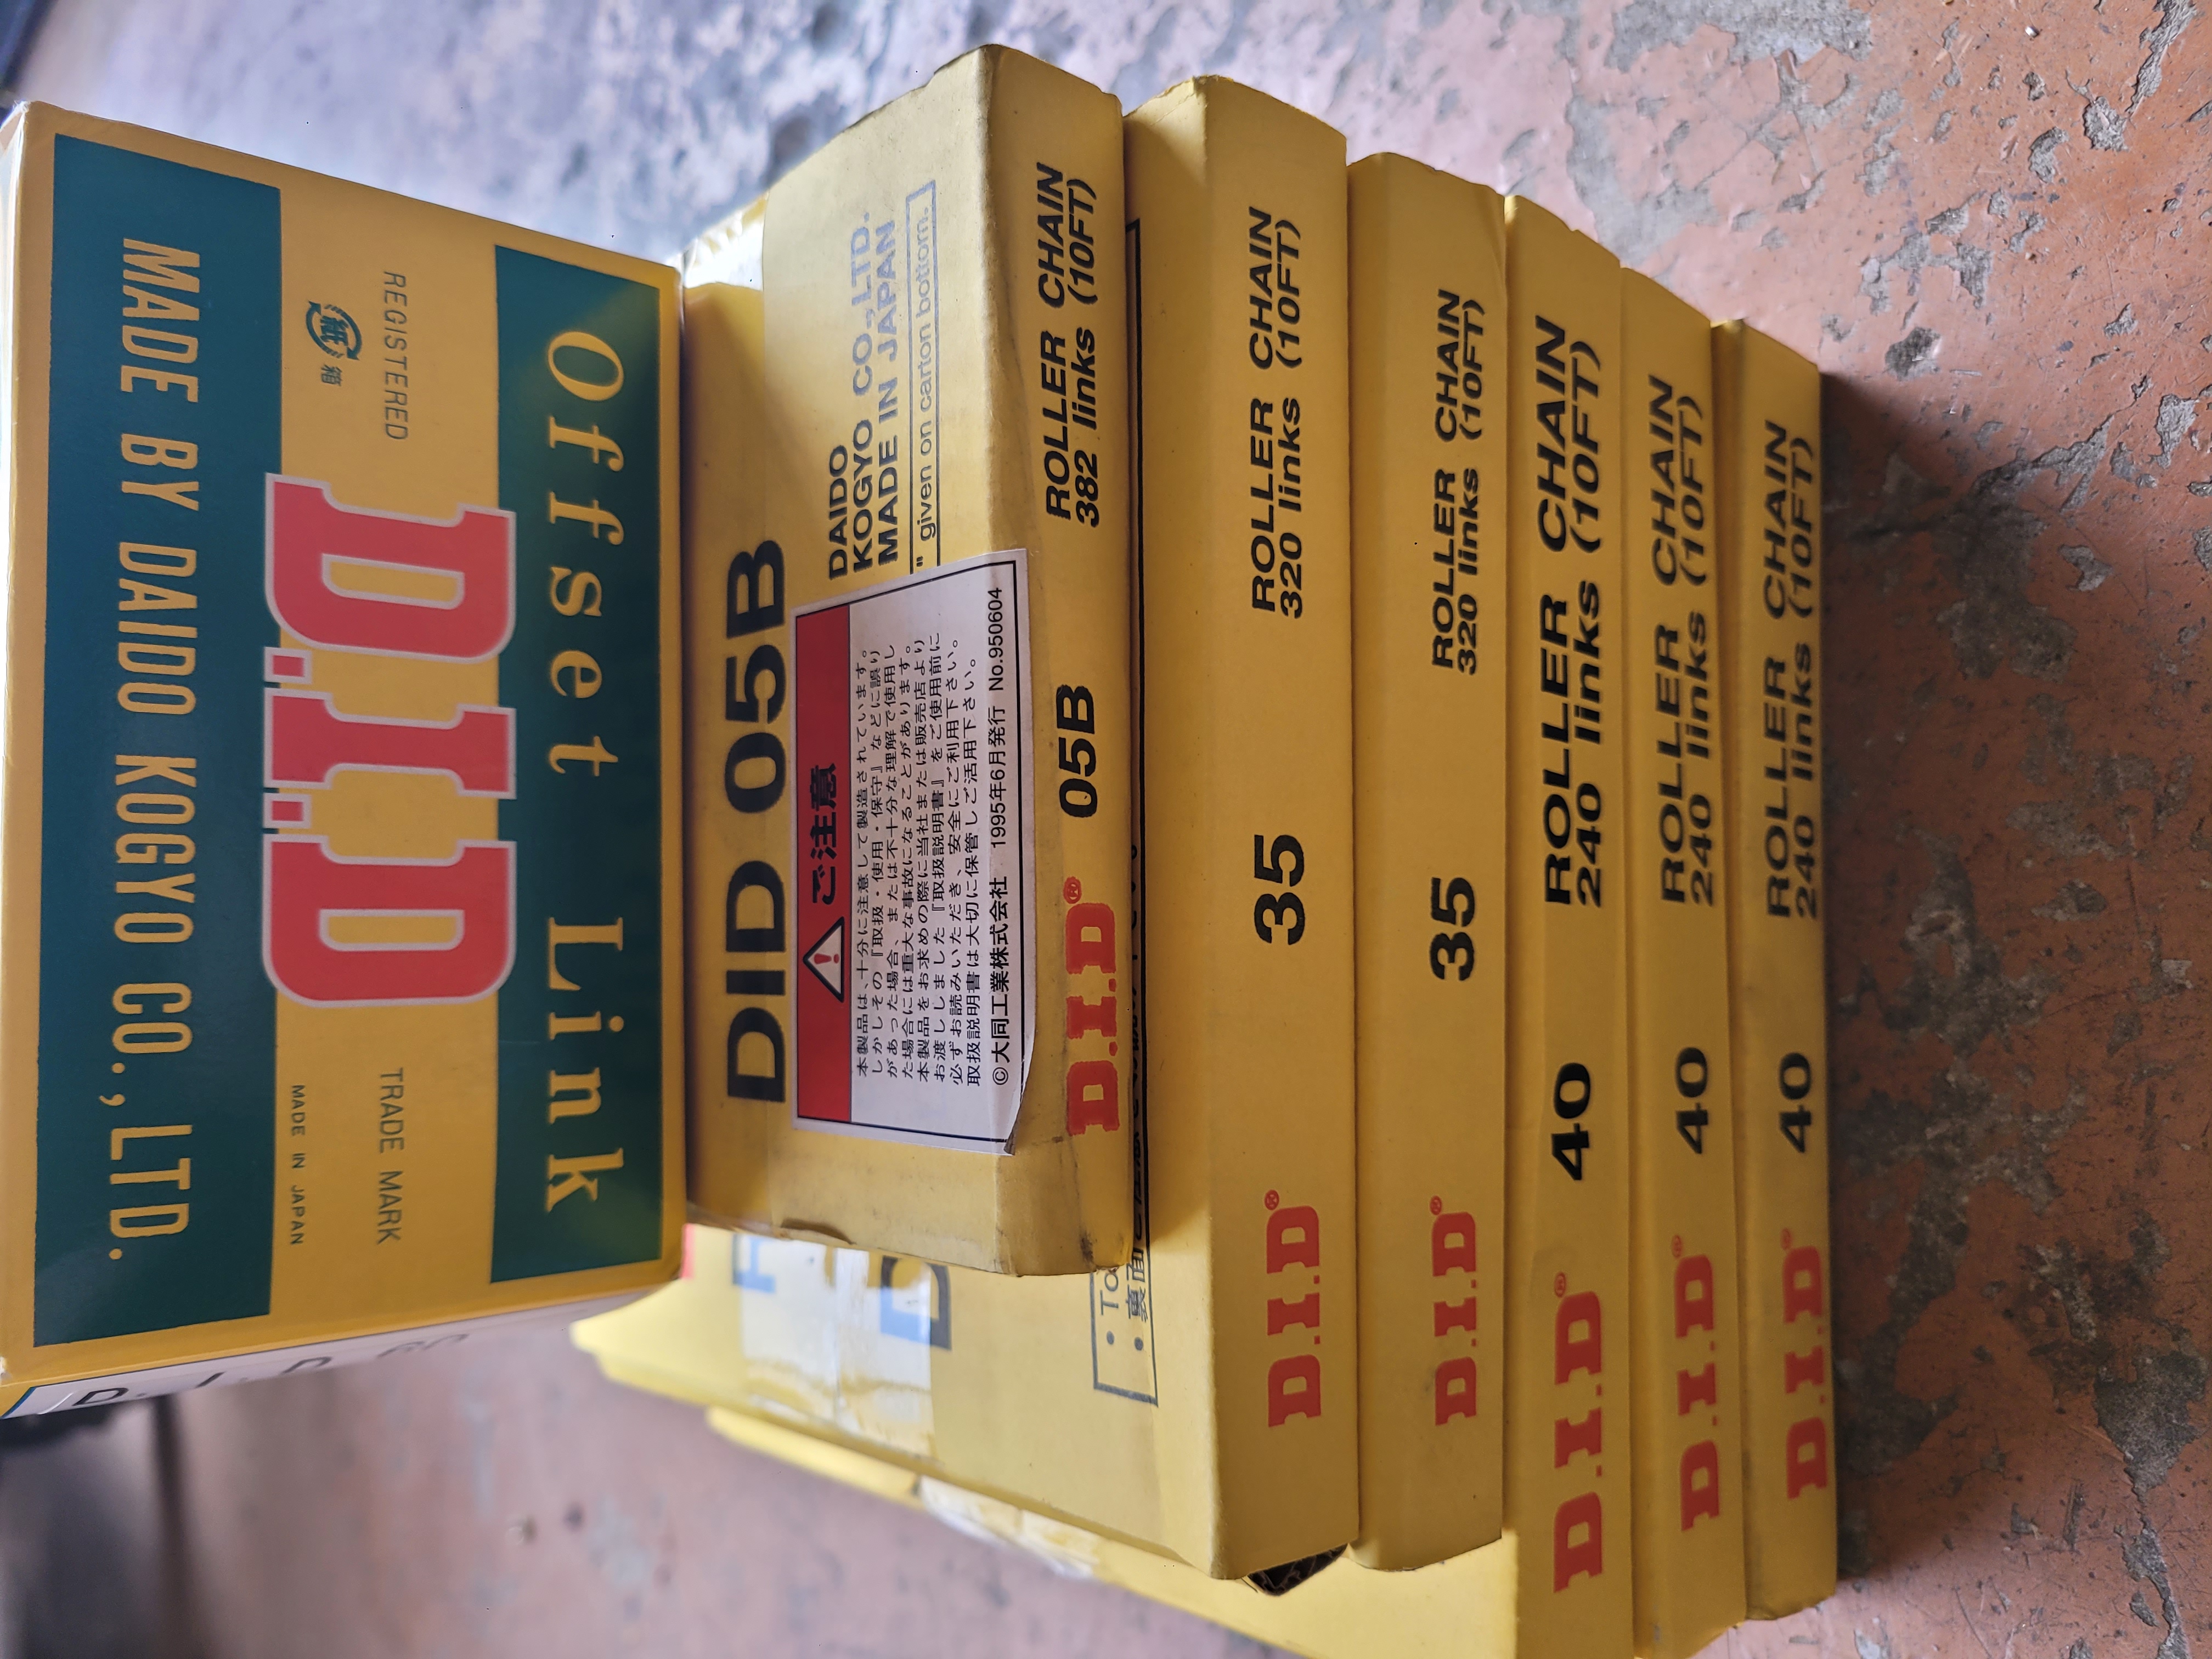 MADE BY DAIDO KOGYO CO.,LTD.
REGISTERED
紙
箱
D.I.D
TRADE MARK
MADE IN JAPAN
Offset Link
D.I.D 60
DID 05B
DAIDO
KOGYO CO.,LTD.
MADE IN JAPAN
" given on carton bottom.
ご注意
本製品は、十分に注意して製造されています。
しかしその『取扱・使用・保守』などに誤り
があった場合、または不十分な理解で使用し
た場合には重大な事故になることがあります。
本製品をお求めの際に当社または販売店より
お渡ししました『取扱説明書』をご使用前に
必ずお読みいただき、安全にご利用下さい。
取扱説明書は大切に保管しご活用下さい。
©大同工業株式会社 1995年6月発行 No.950604
D.I.D® 05B ROLLER CHAIN
382 links (10FT)
D.I.D® 35 ROLLER CHAIN
320 links (10FT)
D.I.D® 35 ROLLER CHAIN
320 links (10FT)
D.I.D® 40 ROLLER CHAIN
240 links (10FT)
D.I.D® 40 ROLLER CHAIN
240 links (10FT)
D.I.D® 40 ROLLER CHAIN
240 links (10FT)